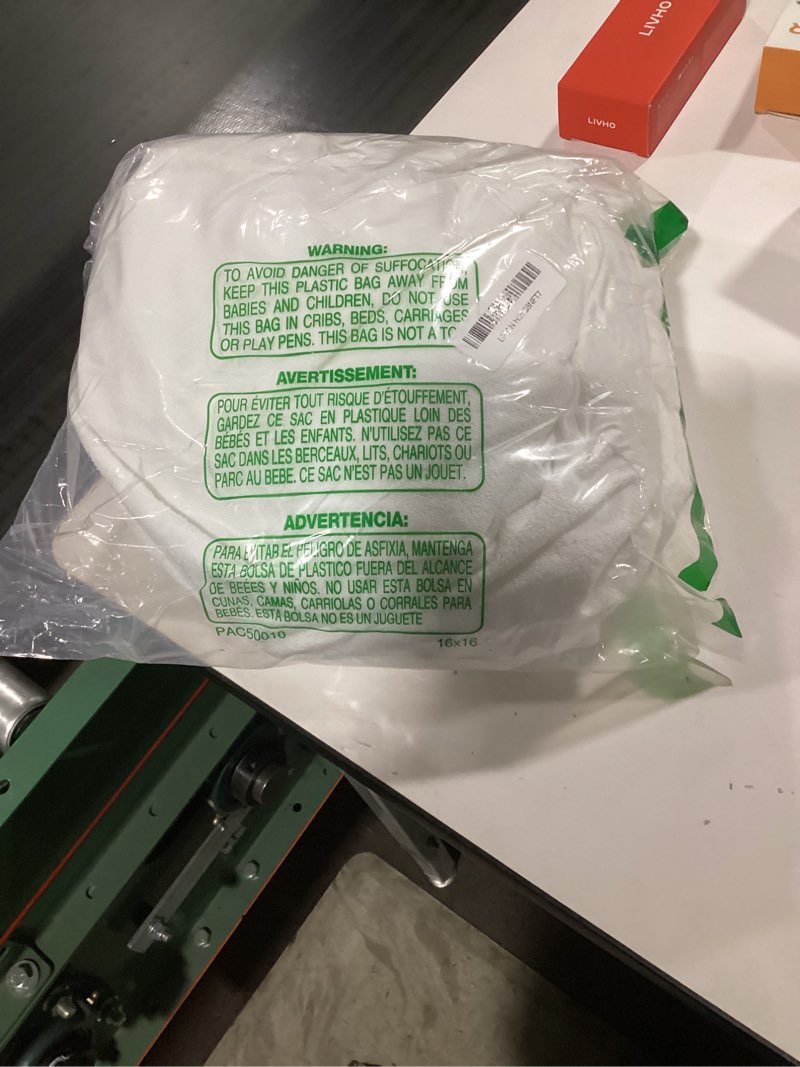 LIVHO
LIVHO
WARNING:
TO AVOID DANGER OF SUFFOCATION,
KEEP THIS PLASTIC BAG AWAY FROM
BABIES AND CHILDREN, DO NOT USE
THIS BAG IN CRIBS, BEDS, CARRIAGES
OR PLAY PENS. THIS BAG IS NOT A TO
AVERTISSEMENT:
POUR ÉVITER TOUT RISQUE D'ÉTOUFFEMENT,
GARDEZ CE SAC EN PLASTIQUE LOIN DES
BÉBÉS ET LES ENFANTS. N'UTILISEZ PAS CE
SAC DANS LES BERCEAUX, LITS, CHARIOTS OU
PARC AU BEBE. CE SAC N'EST PAS UN JOUET.
ADVERTENCIA:
PARA EVITAR EL PELIGRO DE ASFIXIA, MANTENGA
ESTA BOLSA DE PLASTICO FUERA DEL ALCANCE
DE BEBES Y NIÑOS. NO USAR ESTA BOLSA EN
CUNAS, CAMAS, CARRIOLAS O CORRALES PARA
BEBÉS. ESTA BOLSA NO ES UN JUGUETE
PAC50010
16x16